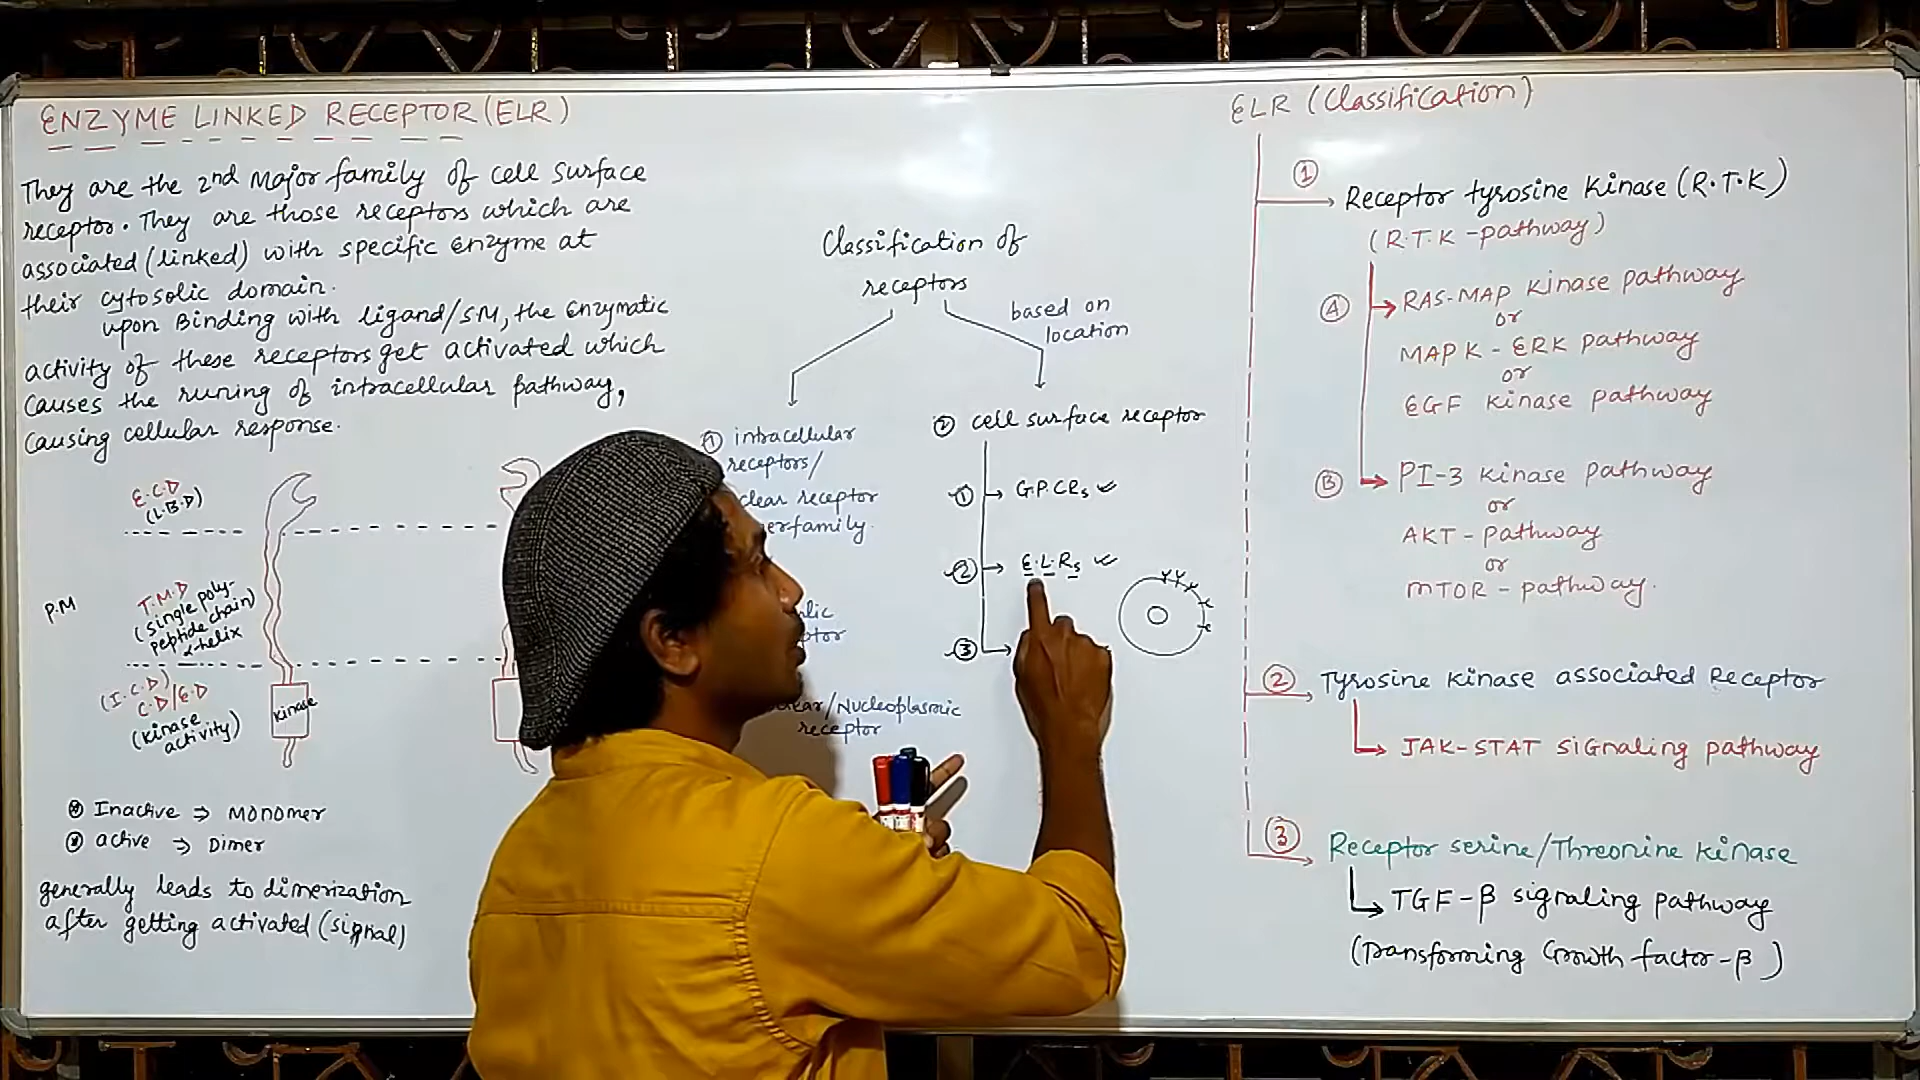 ENZYME LINKED RECEPTOR (ELR)
They are the 2nd Major family of cell surface
receptor. They are those receptors which are
associated (linked) with specific Enzyme at
their cytosolic domain.
upon Binding with ligand/SM, the Enzymatic
activity of these receptors get activated which
causes the runing of intracellular pathway,
causing cellular response.
E.C.D
(L.B.D)
P.M
T.M.D
(single poly-
peptide chain)
α-helix
(I.C.D)
C.D/E.D
(Kinase
activity)
Kinase
Inactive ⇒ MONOMER
active ⇒ DIMER
generally leads to dimerization
after getting activated (signal)
Classification of
receptors
based on
location
① intracellular
receptors/
receptor
② cell surface receptor
① → G.P.CRs ✓
② → E.L.Rs ✓
③ →
/Nucleoplasmic
receptor
ELR (Classification)
① Receptor tyrosine Kinase (R.T.K)
(R.T.K - pathway)
Ⓐ RAS-MAP Kinase pathway
or
MAPK - ERK pathway
or
EGF Kinase pathway
Ⓑ PI-3 Kinase pathway
or
AKT - pathway
or
mTOR - pathway.
② Tyrosine Kinase associated Receptor
JAK-STAT signaling pathway
③ Receptor serine/Threonine kinase
TGF-β signaling pathway
(Transforming Growth factor-β)